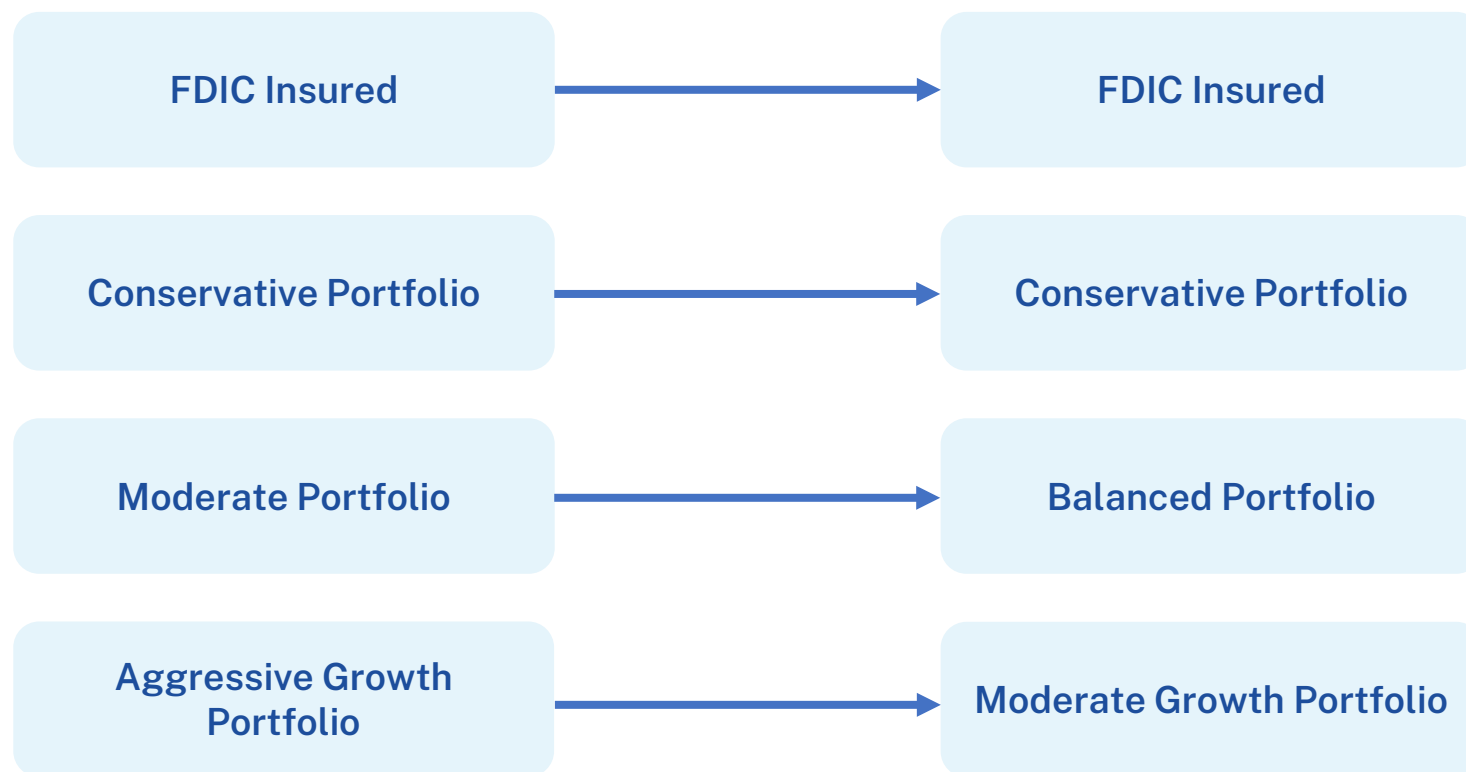 FDIC Insured
FDIC Insured
Conservative Portfolio
Conservative Portfolio
Moderate Portfolio
Balanced Portfolio
Aggressive Growth
Portfolio
Moderate Growth Portfolio